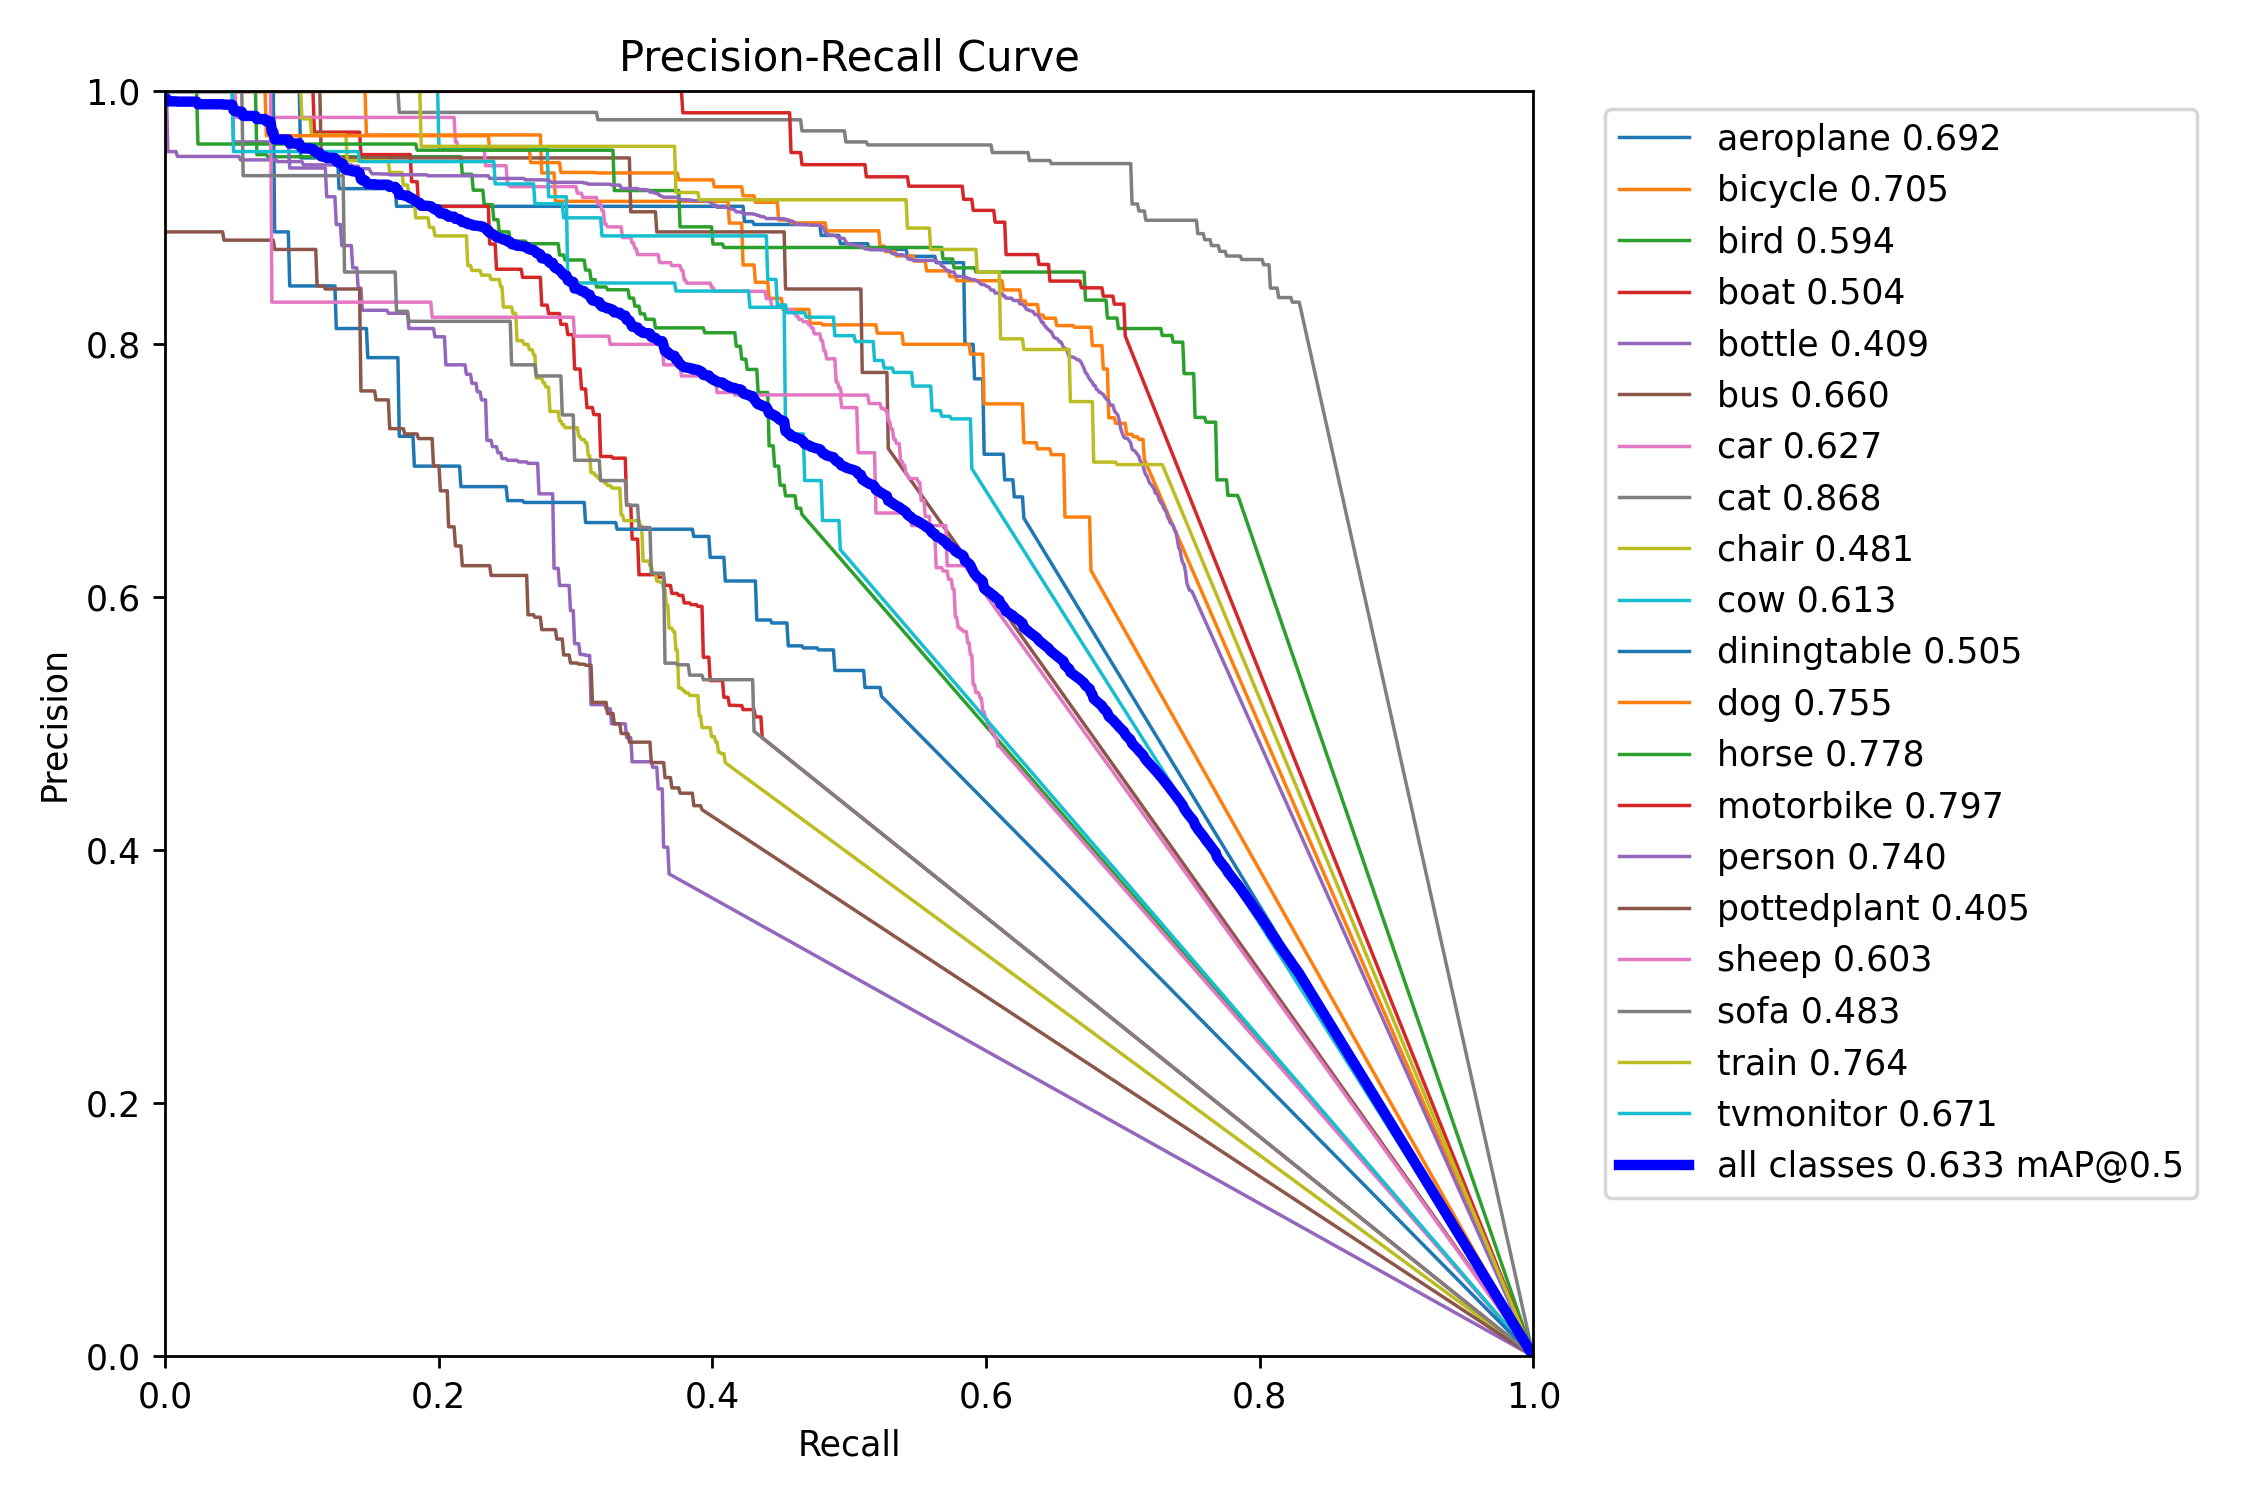 Precision-Recall Curve
1.0
0.8
0.6
0.4
0.2
0.0
Precision
0.0 0.2 0.4 0.6 0.8 1.0
Recall
aeroplane 0.692
bicycle 0.705
bird 0.594
boat 0.504
bottle 0.409
bus 0.660
car 0.627
cat 0.868
chair 0.481
cow 0.613
diningtable 0.505
dog 0.755
horse 0.778
motorbike 0.797
person 0.740
pottedplant 0.405
sheep 0.603
sofa 0.483
train 0.764
tvmonitor 0.671
all classes 0.633 mAP@0.5